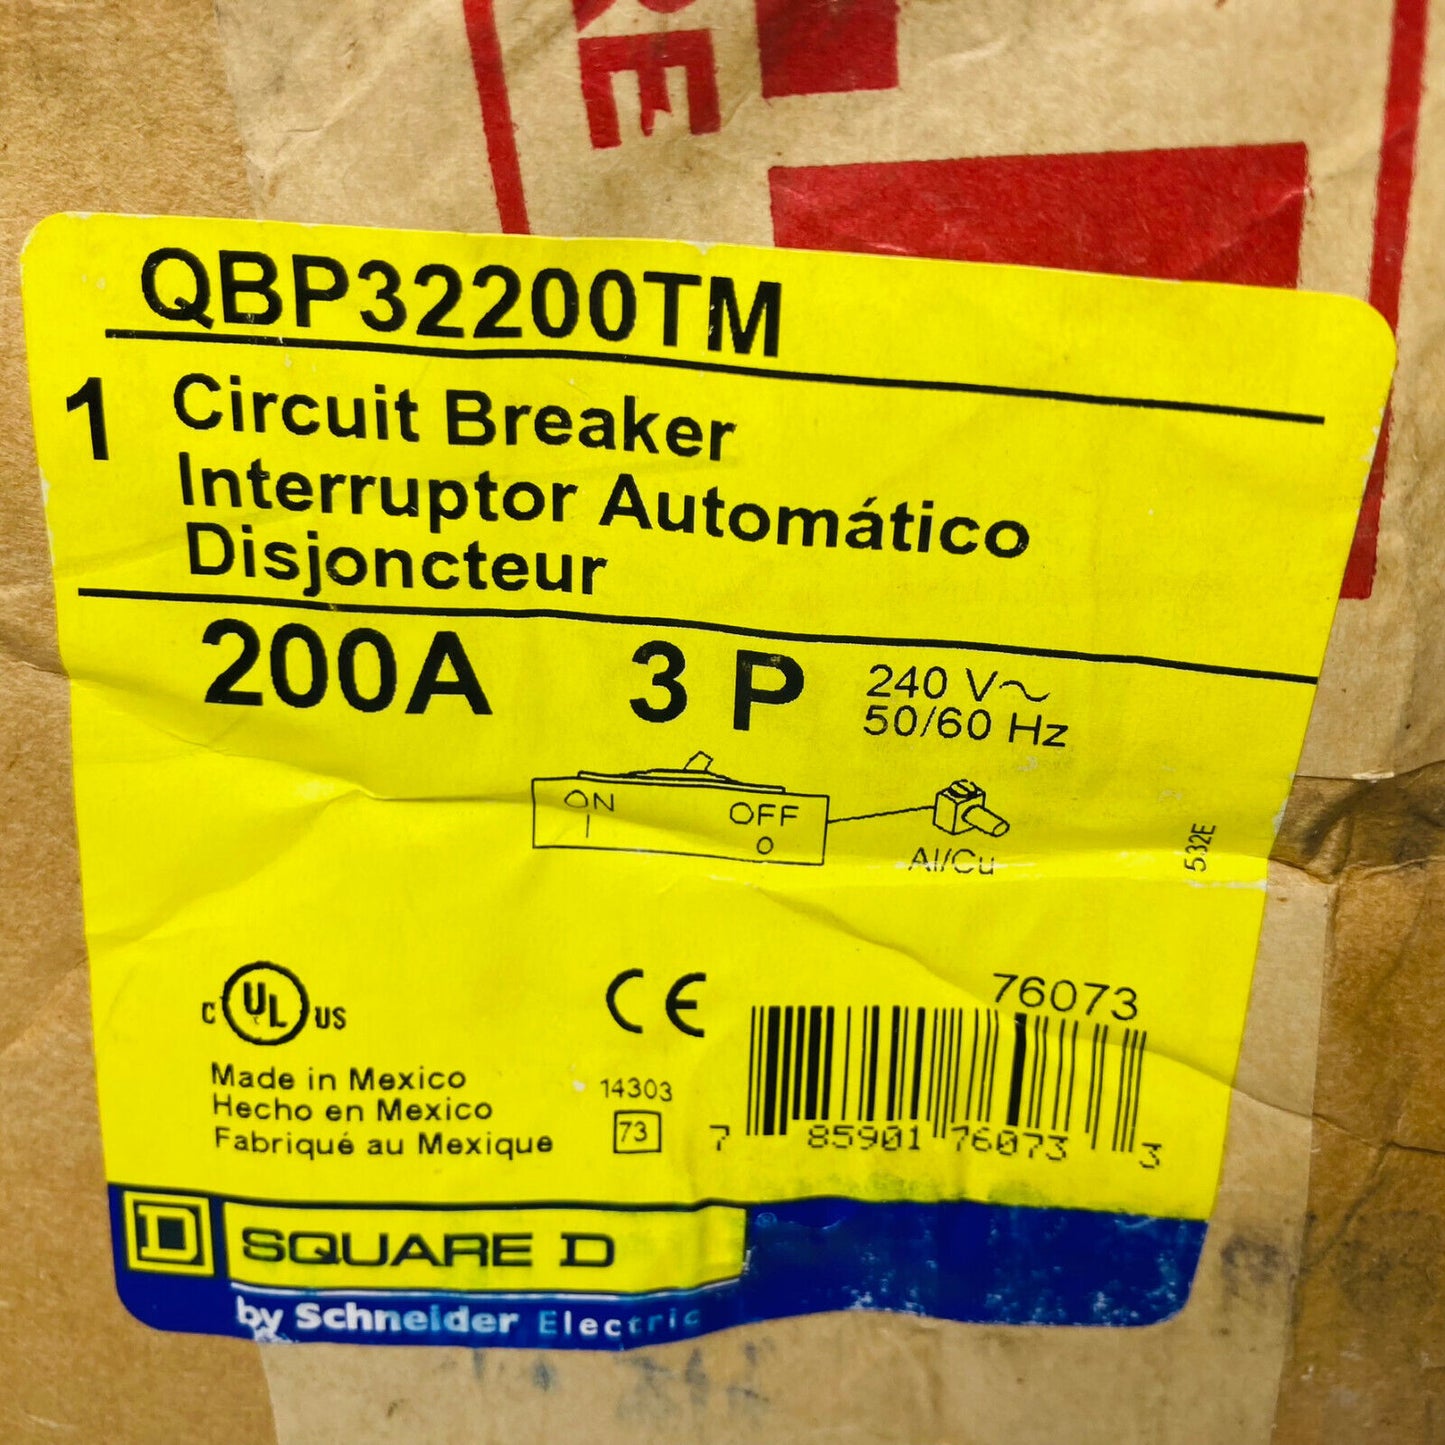 QBP32200TM
1 Circuit Breaker
Interruptor Automático
Disjoncteur
200A 3 P 240 V~
50/60 Hz
ON OFF
I O
Al/Cu
532E
C UL US
CE
76073
Made in Mexico
Hecho en Mexico
Fabriqué au Mexique
14303
73
7 85901 76073 3
D SQUARE D
by Schneider Electric